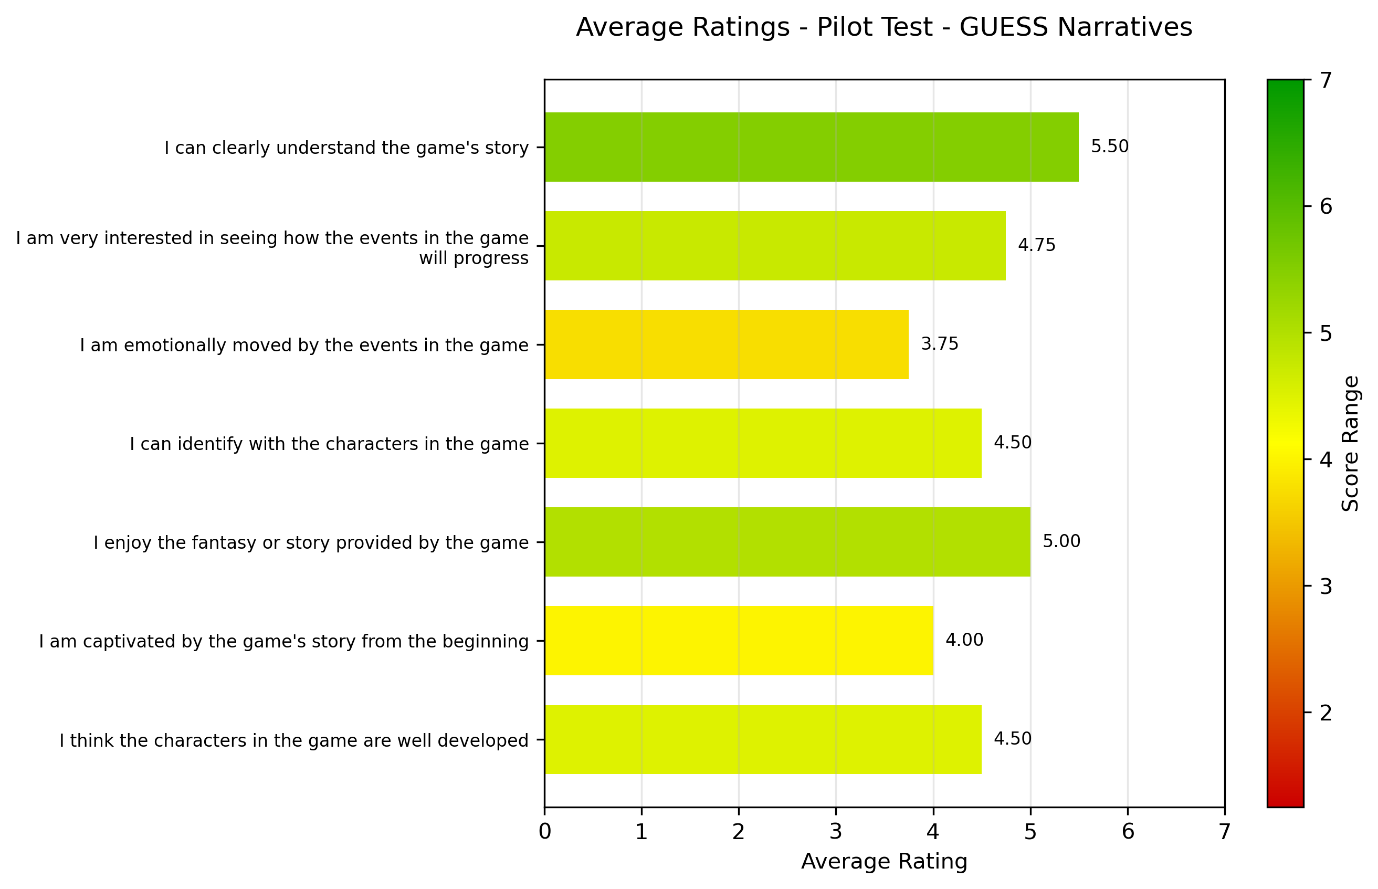 Average Ratings - Pilot Test - GUESS Narratives
I can clearly understand the game's story
5.50
I am very interested in seeing how the events in the game
will progress
4.75
I am emotionally moved by the events in the game
3.75
I can identify with the characters in the game
4.50
I enjoy the fantasy or story provided by the game
5.00
I am captivated by the game's story from the beginning
4.00
I think the characters in the game are well developed
4.50
0 1 2 3 4 5 6 7
Average Rating
7
6
5
4
3
2
Score Range